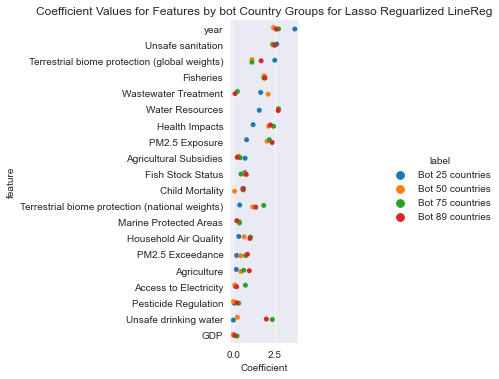 Coefficient Values for Features by bot Country Groups for Lasso Reguarlized LineReg
year
Unsafe sanitation
Terrestrial biome protection (global weights)
Fisheries
Wastewater Treatment
Water Resources
Health Impacts
PM2.5 Exposure
Agricultural Subsidies
Fish Stock Status
Child Mortality
Terrestrial biome protection (national weights)
Marine Protected Areas
Household Air Quality
PM2.5 Exceedance
Agriculture
Access to Electricity
Pesticide Regulation
Unsafe drinking water
GDP
feature
0.0 2.5
Coefficient
label
Bot 25 countries
Bot 50 countries
Bot 75 countries
Bot 89 countries